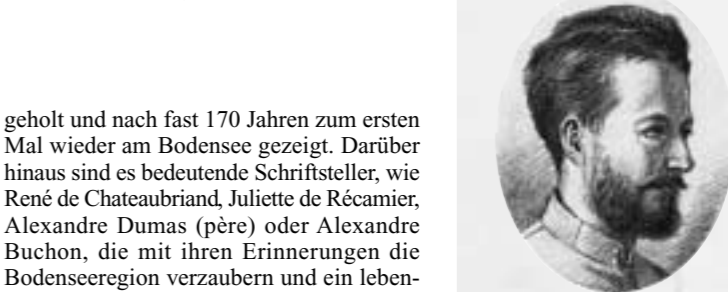 geholt und nach fast 170 Jahren zum ersten
Mal wieder am Bodensee gezeigt. Darüber
hinaus sind es bedeutende Schriftsteller, wie
René de Chateaubriand, Juliette de Récamier,
Alexandre Dumas (père) oder Alexandre
Buchon, die mit ihren Erinnerungen die
Bodenseeregion verzaubern und ein leben-